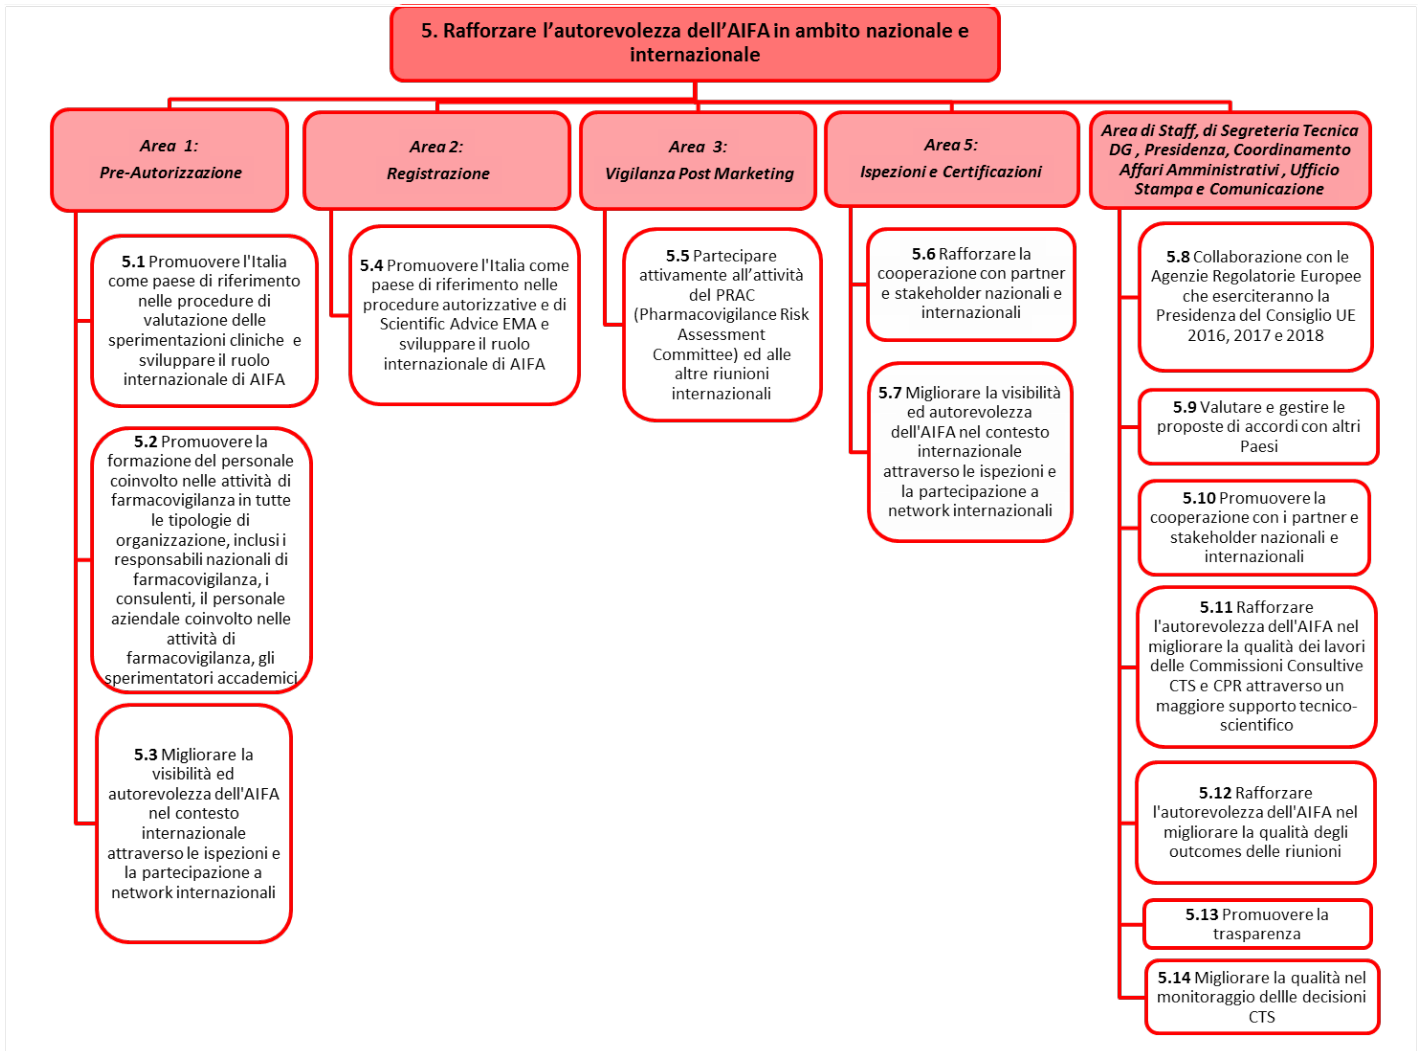 5. Rafforzare l’autorevolezza dell’AIFA in ambito nazionale e
internazionale
Area 1:
Pre-Autorizzazione
5.1 Promuovere l'Italia
come paese di riferimento
nelle procedure di
valutazione delle
sperimentazioni cliniche e
sviluppare il ruolo
internazionale di AIFA
5.2 Promuovere la
formazione del personale
coinvolto nelle attività di
farmacovigilanza in tutte
le tipologie di
organizzazione, inclusi i
responsabili nazionali di
farmacovigilanza, i
consulenti, il personale
aziendale coinvolto nelle
attività di
farmacovigilanza, gli
sperimentatori accademici
5.3 Migliorare la
visibilità ed
autorevolezza dell'AIFA
nel contesto
internazionale
attraverso le ispezioni e
la partecipazione a
network internazionali
Area 2:
Registrazione
5.4 Promuovere l'Italia come
paese di riferimento nelle
procedure autorizzative e di
Scientific Advice EMA e
sviluppare il ruolo
internazionale di AIFA
Area 3:
Vigilanza Post Marketing
5.5 Partecipare
attivamente all’attività
del PRAC
(Pharmacovigilance Risk
Assessment
Committee) ed alle
altre riunioni
internazionali
Area 5:
Ispezioni e Certificazioni
5.6 Rafforzare la
cooperazione con partner
e stakeholder nazionali e
internazionali
5.7 Migliorare la visibilità
ed autorevolezza
dell'AIFA nel contesto
internazionale
attraverso le ispezioni e
la partecipazione a
network internazionali
Area di Staff, di Segreteria Tecnica
DG , Presidenza, Coordinamento
Affari Amministrativi , Ufficio
Stampa e Comunicazione
5.8 Collaborazione con le
Agenzie Regolatorie Europee
che eserciteranno la
Presidenza del Consiglio UE
2016, 2017 e 2018
5.9 Valutare e gestire le
proposte di accordi con altri
Paesi
5.10 Promuovere la
cooperazione con i partner e
stakeholder nazionali e
internazionali
5.11 Rafforzare
l'autorevolezza dell'AIFA nel
migliorare la qualità dei lavori
delle Commissioni Consultive
CTS e CPR attraverso un
maggiore supporto tecnico-
scientifico
5.12 Rafforzare
l'autorevolezza dell'AIFA nel
migliorare la qualità degli
outcomes delle riunioni
5.13 Promuovere la
trasparenza
5.14 Migliorare la qualità nel
monitoraggio dellle decisioni
CTS